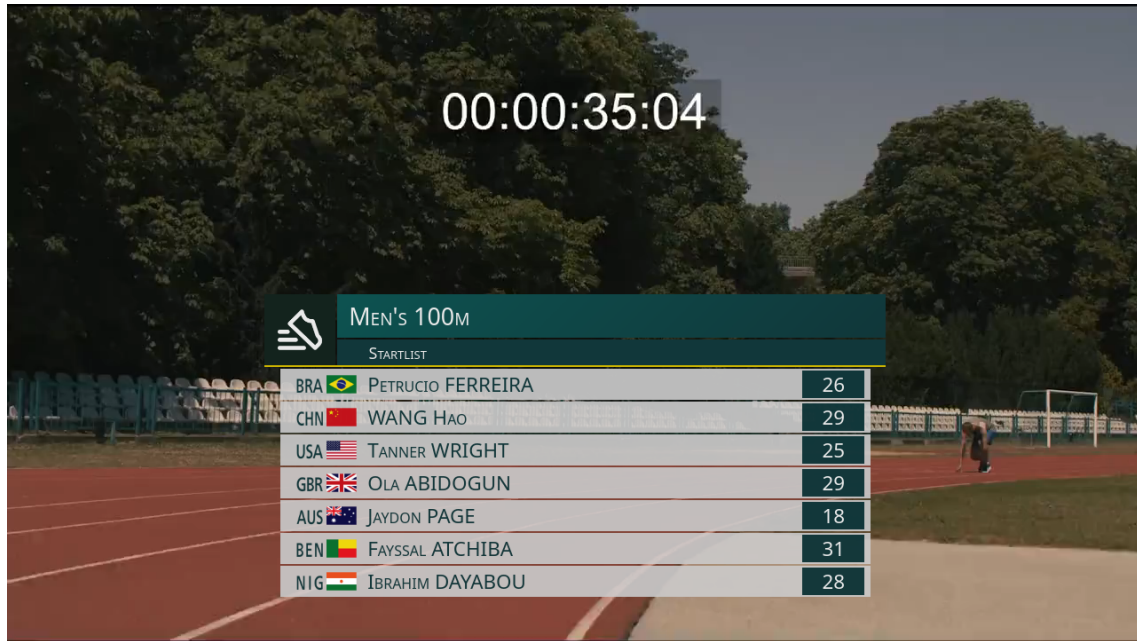 00:00:35:04
Men's 100m
Startlist
BRA Petrucio FERREIRA 26
CHN WANG Hao 29
USA Tanner WRIGHT 25
GBR Ola ABIDOGUN 29
AUS Jaydon PAGE 18
BEN Fayssal ATCHIBA 31
NIG Ibrahim DAYABOU 28